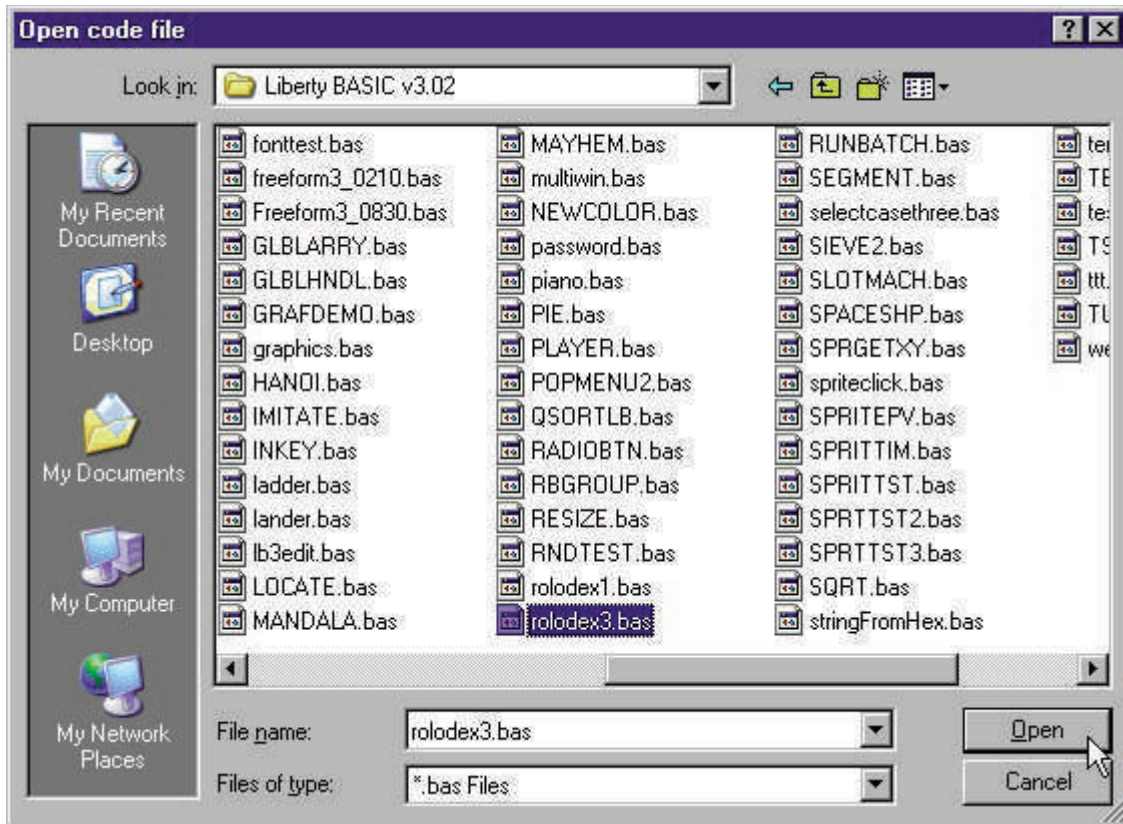 Open code file
Look in:
Liberty BASIC v3.02
My Recent
Documents
Desktop
My Documents
My Computer
My Network
Places
fonttest.bas
freeform3_0210.bas
Freeform3_0830.bas
GLBLARRY.bas
GLBLHNDL.bas
GRAFDEMO.bas
graphics.bas
HANOI.bas
IMITATE.bas
INKEY.bas
ladder.bas
lander.bas
lb3edit.bas
LOCATE.bas
MANDALA.bas
MAYHEM.bas
multiwin.bas
NEWCOLOR.bas
password.bas
piano.bas
PIE.bas
PLAYER.bas
POPMENU2.bas
QSORTLB.bas
RADIOBTN.bas
RBGROUP.bas
RESIZE.bas
RNDTEST.bas
rolodex1.bas
rolodex3.bas
RUNBATCH.bas
SEGMENT.bas
selectcasethree.bas
SIEVE2.bas
SLOTMACH.bas
SPACESHP.bas
SPRGETXY.bas
spriteclick.bas
SPRITEPV.bas
SPRITTIM.bas
SPRITTST.bas
SPRTTST2.bas
SPRTTST3.bas
SQRT.bas
stringFromHex.bas
File name:
rolodex3.bas
Open
Files of type:
*.bas Files
Cancel